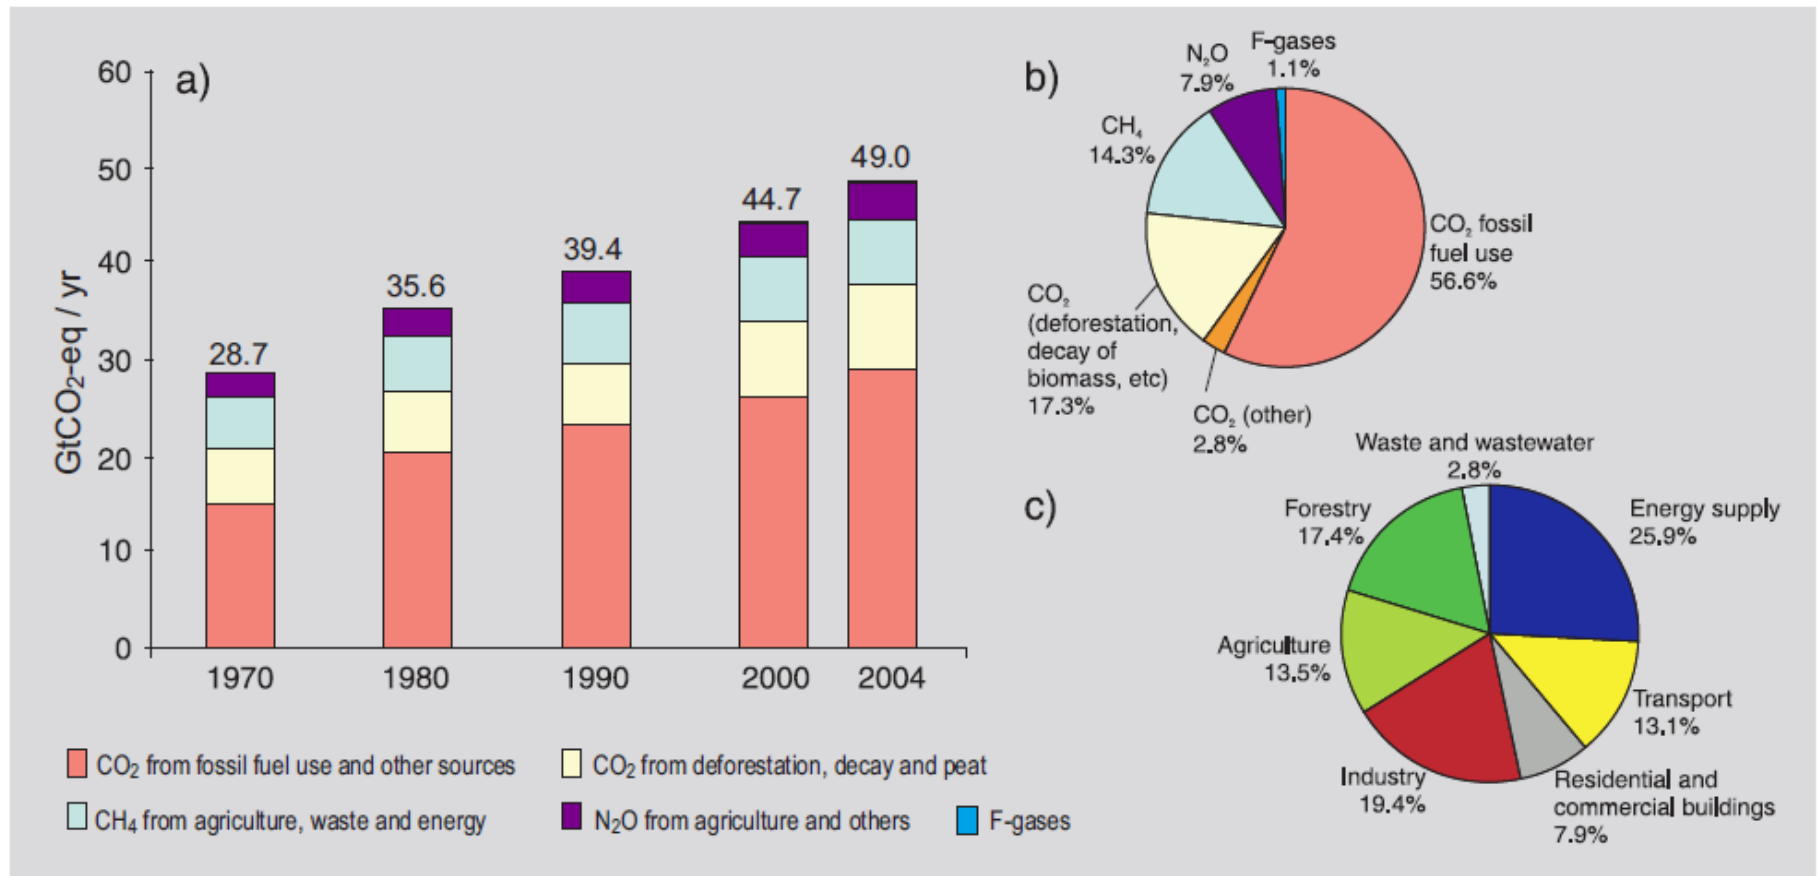 a)
60
50
40
30
20
10
0
GtCO₂-eq / yr
28.7
35.6
39.4
44.7
49.0
1970 1980 1990 2000 2004
CO₂ from fossil fuel use and other sources
CO₂ from deforestation, decay and peat
CH₄ from agriculture, waste and energy
N₂O from agriculture and others
F-gases
b)
F-gases
1.1%
N₂O
7.9%
CH₄
14.3%
CO₂ fossil
fuel use
56.6%
CO₂
(deforestation,
decay of
biomass, etc)
17.3%
CO₂ (other)
2.8%
c)
Waste and wastewater
2.8%
Forestry
17.4%
Energy supply
25.9%
Agriculture
13.5%
Transport
13.1%
Industry
19.4%
Residential and
commercial buildings
7.9%